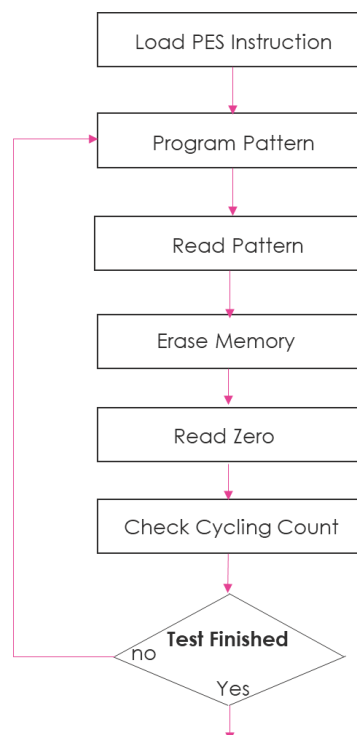 Load PES Instruction
Program Pattern
Read Pattern
Erase Memory
Read Zero
Check Cycling Count
Test Finished
no
Yes